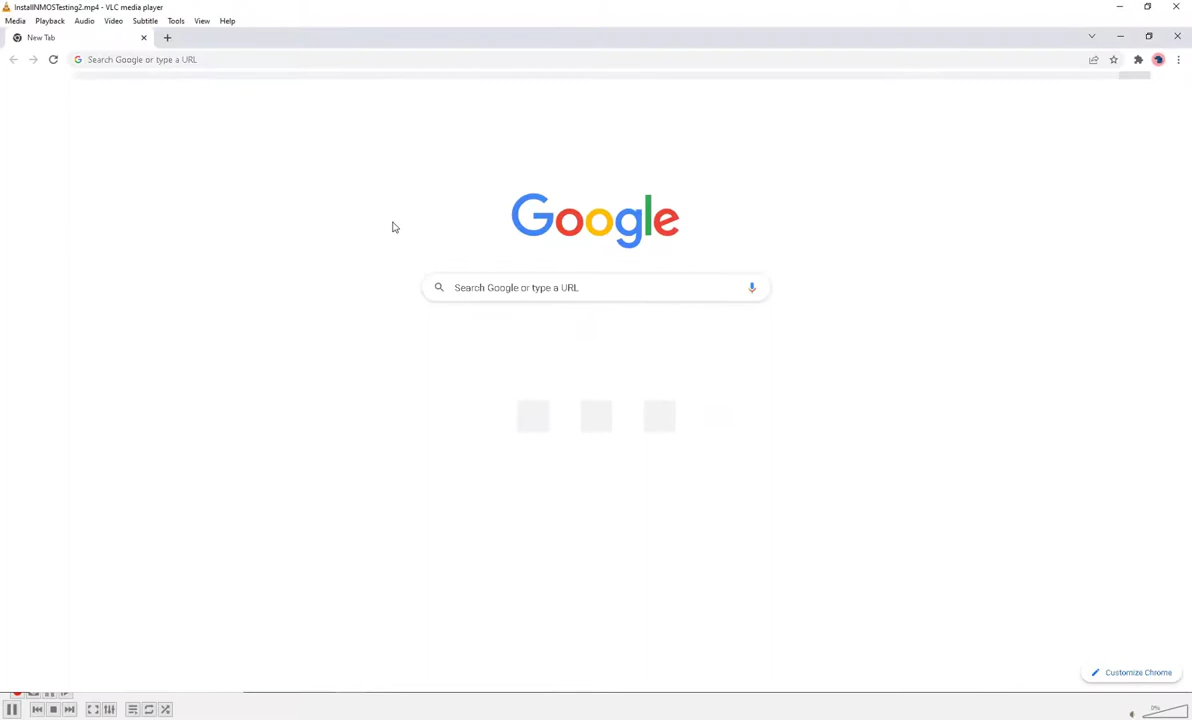 InstallNMOSTesting2.mp4 - VLC media player
Media Playback Audio Video Subtitle Tools View Help
New Tab
Search Google or type a URL
Google
Search Google or type a URL
Customize Chrome
0%